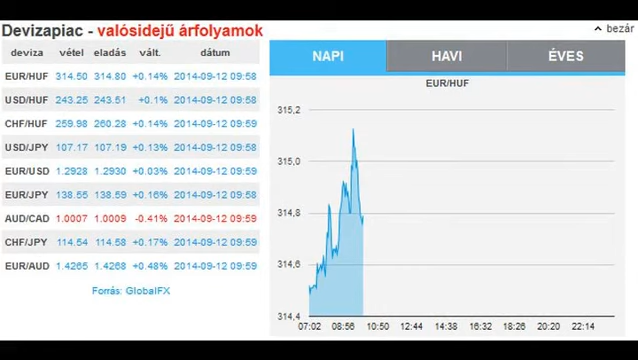 Devizapiac - valósidejű árfolyamok
bezár
deviza vétel eladás vált. dátum
EUR/HUF 314.50 314.80 +0.14% 2014-09-12 09:58
USD/HUF 243.25 243.51 +0.1% 2014-09-12 09:58
CHF/HUF 259.98 260.28 +0.14% 2014-09-12 09:59
USD/JPY 107.17 107.19 +0.13% 2014-09-12 09:58
EUR/USD 1.2928 1.2930 +0.03% 2014-09-12 09:59
EUR/JPY 138.55 138.59 +0.16% 2014-09-12 09:58
AUD/CAD 1.0007 1.0009 -0.41% 2014-09-12 09:59
CHF/JPY 114.54 114.58 +0.17% 2014-09-12 09:59
EUR/AUD 1.4265 1.4268 +0.48% 2014-09-12 09:59
Forrás: GlobalFX
NAPI HAVI ÉVES
EUR/HUF
315,2
315,0
314,8
314,6
314,4
07:02 08:56 10:50 12:44 14:38 16:32 18:26 20:20 22:14